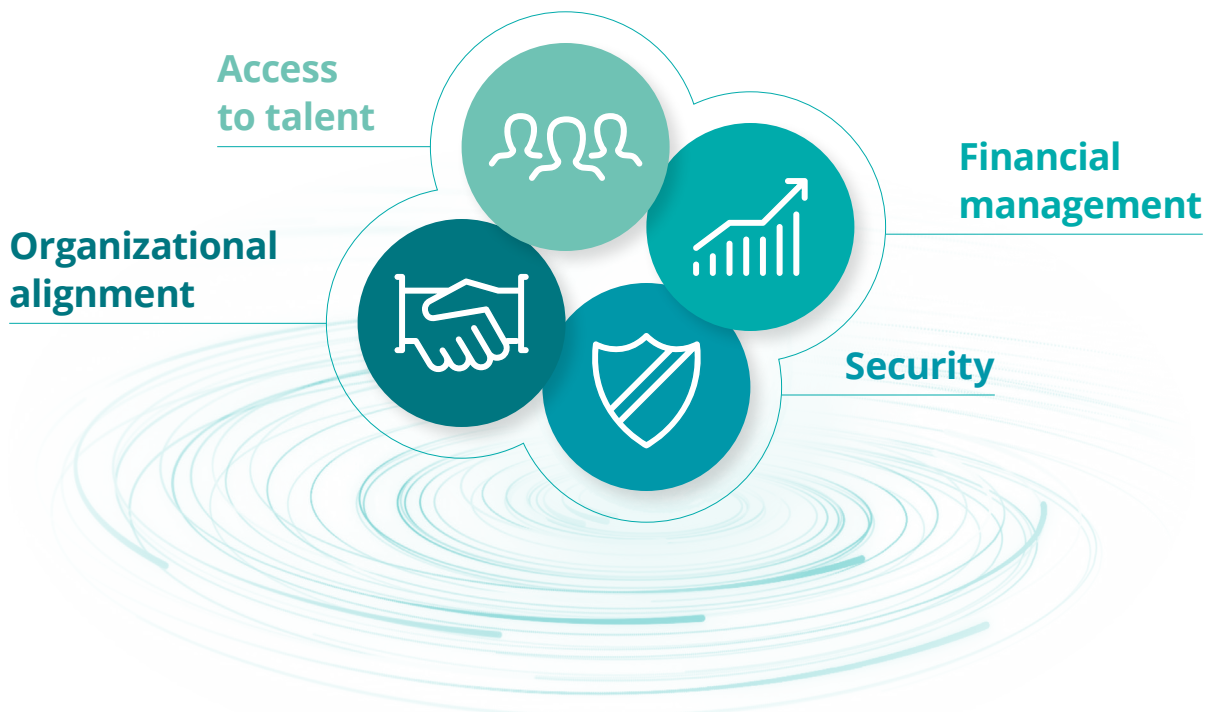 Access
to talent
Financial
management
Organizational
alignment
Security